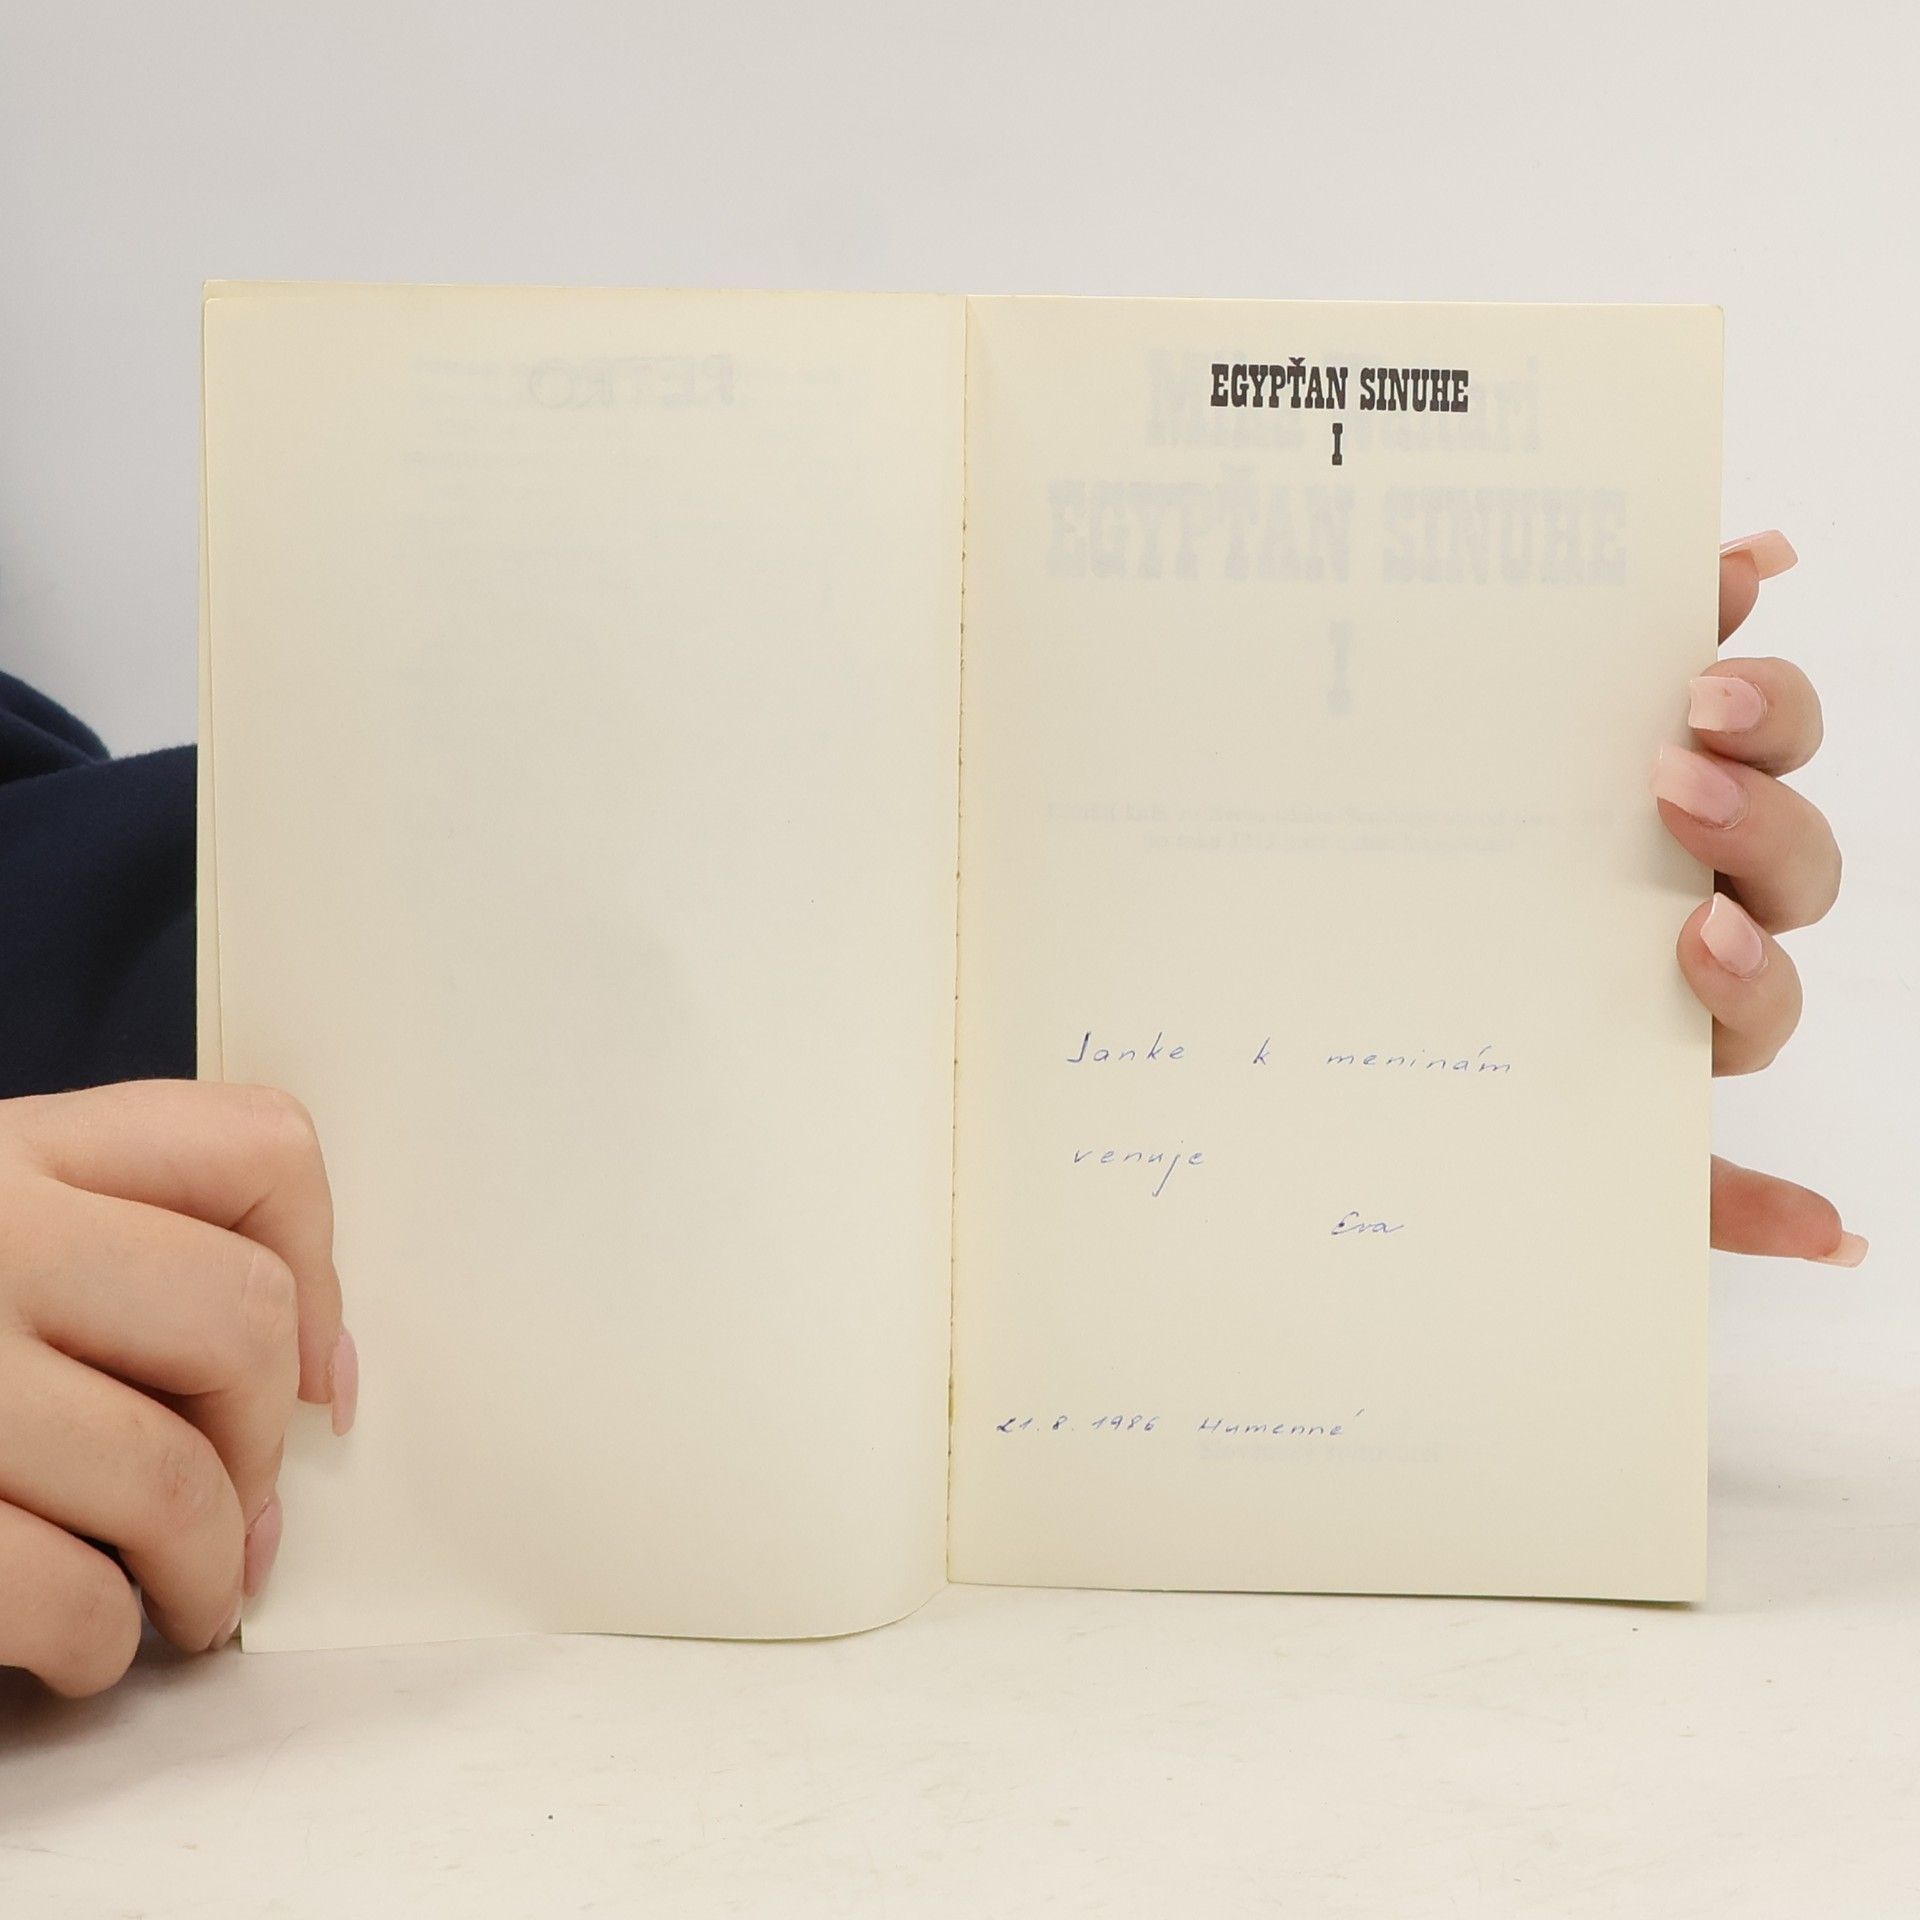 EGYPŤAN SINUHE
I
Janke k meninám
venuje
Eva
21. 8. 1986 Humenné